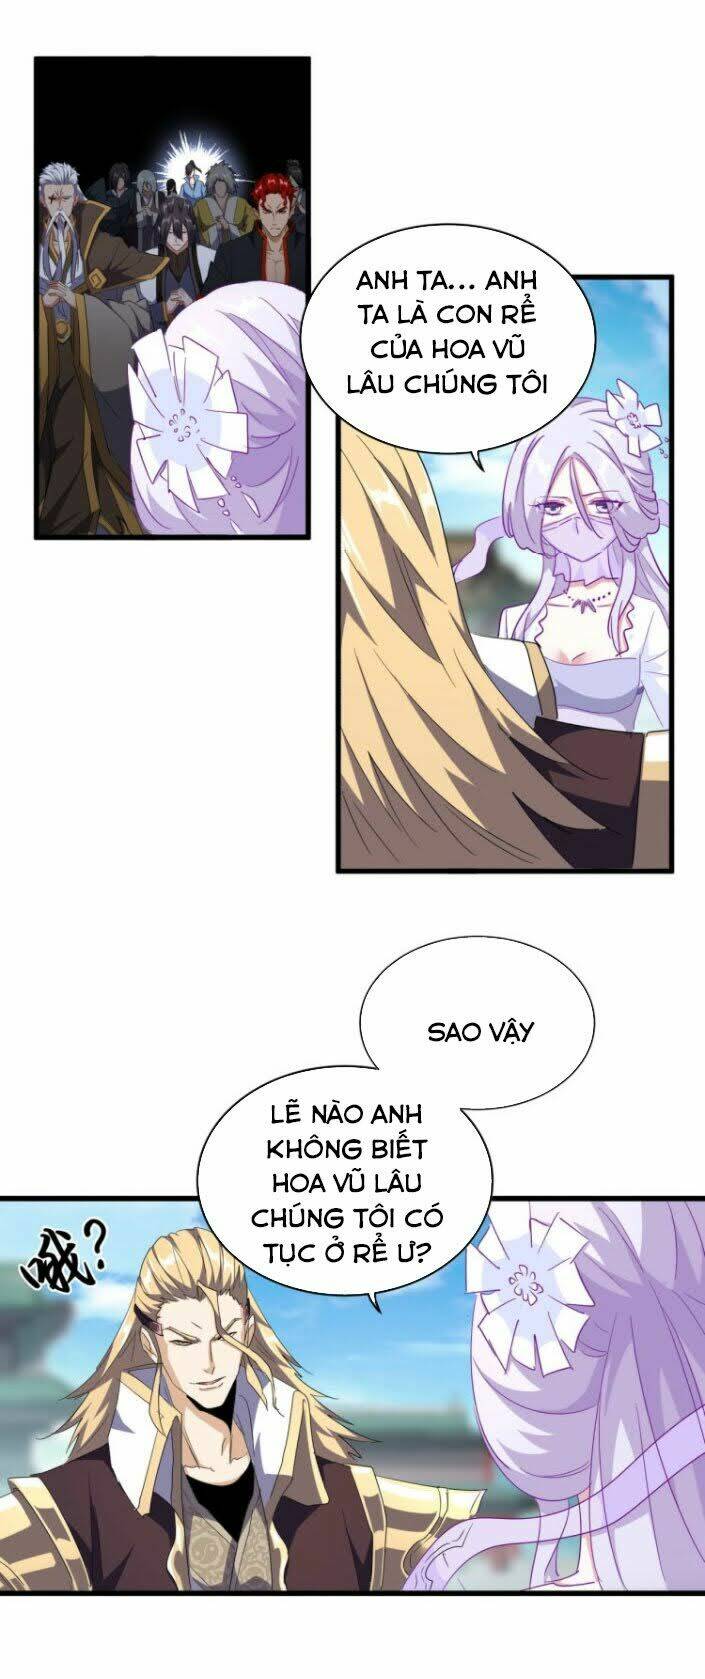 ANH TA... ANH
TA LÀ CON RỂ
CỦA HOA VŨ
LÂU CHÚNG TÔI
SAO VẬY
LẼ NÀO ANH
KHÔNG BIẾT
HOA VŨ LÂU
CHÚNG TÔI CÓ
TỤC Ở RỂ Ư?
哦?